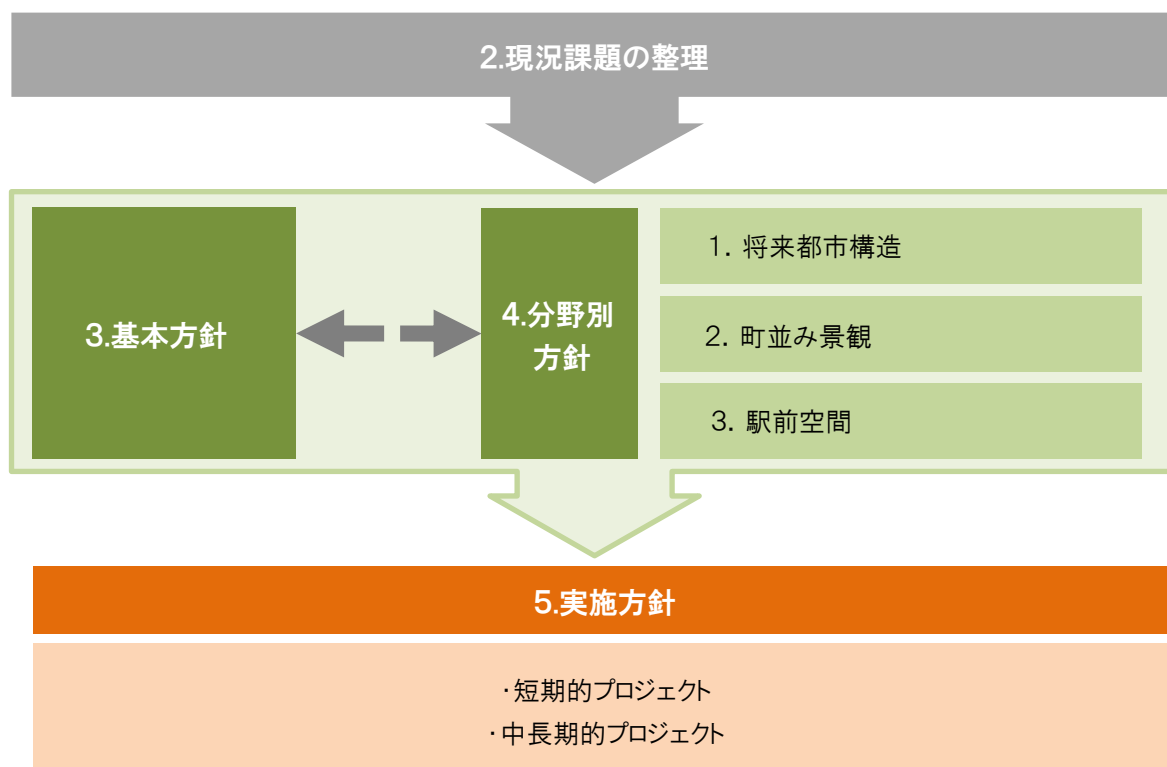 2.現況課題の整理
3.基本方針
4.分野別
方針
1. 将来都市構造
2. 町並み景観
3. 駅前空間
5.実施方針
・短期的プロジェクト
・中長期的プロジェクト